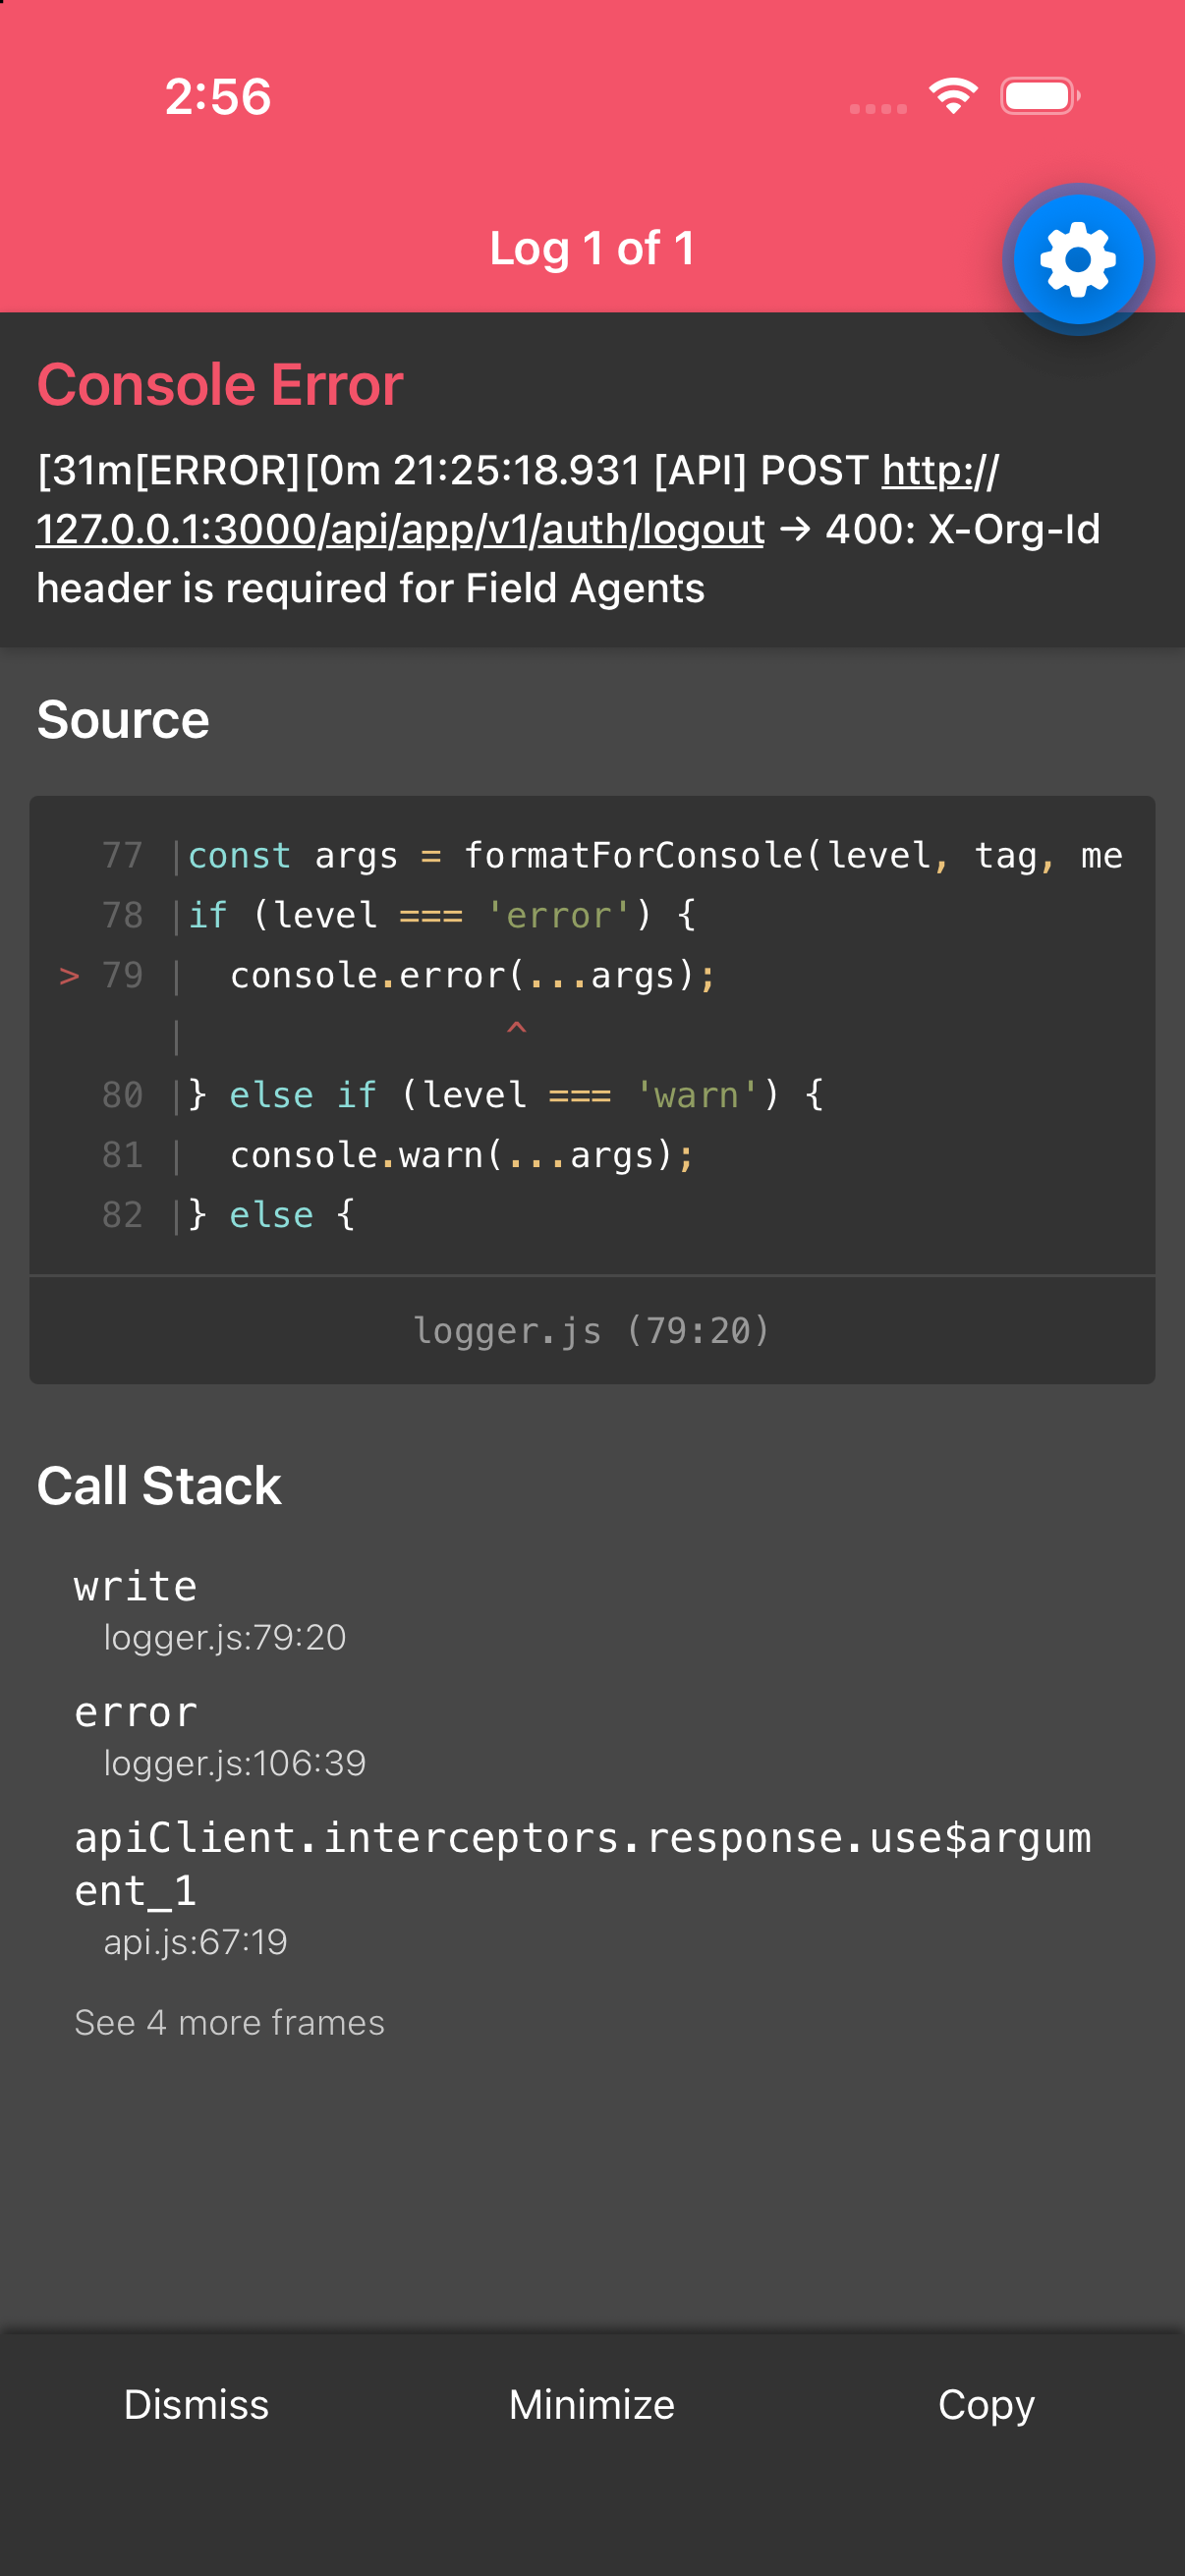 2:56
Log 1 of 1
Console Error
[31m[ERROR][0m 21:25:18.931 [API] POST http://
127.0.0.1:3000/api/app/v1/auth/logout → 400: X-Org-Id
header is required for Field Agents
Source
77 |const args = formatForConsole(level, tag, me
78 |if (level === 'error') {
> 79 |  console.error(...args);
|               ^
80 |} else if (level === 'warn') {
81 |  console.warn(...args);
82 |} else {
logger.js (79:20)
Call Stack
write
logger.js:79:20
error
logger.js:106:39
apiClient.interceptors.response.use$argum
ent_1
api.js:67:19
See 4 more frames
Dismiss
Minimize
Copy